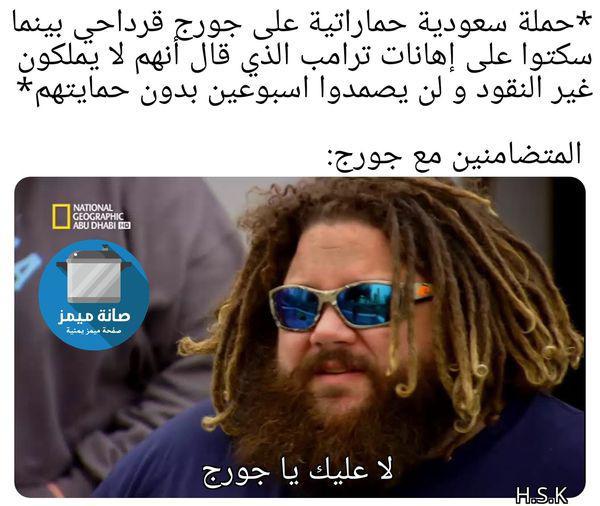 *حملة سعودية حماراتية على جورج قرداحي بينما
سكتوا على إهانات ترامب الذي قال أنهم لا يملكون
غير النقود و لن يصمدوا اسبوعين بدون حمايتهم*
المتضامنين مع جورج:
NATIONAL
GEOGRAPHIC
ABU DHABI HD
صانة ميمز
صفحة ميمز يمنية
لا عليك يا جورج
H.S.K